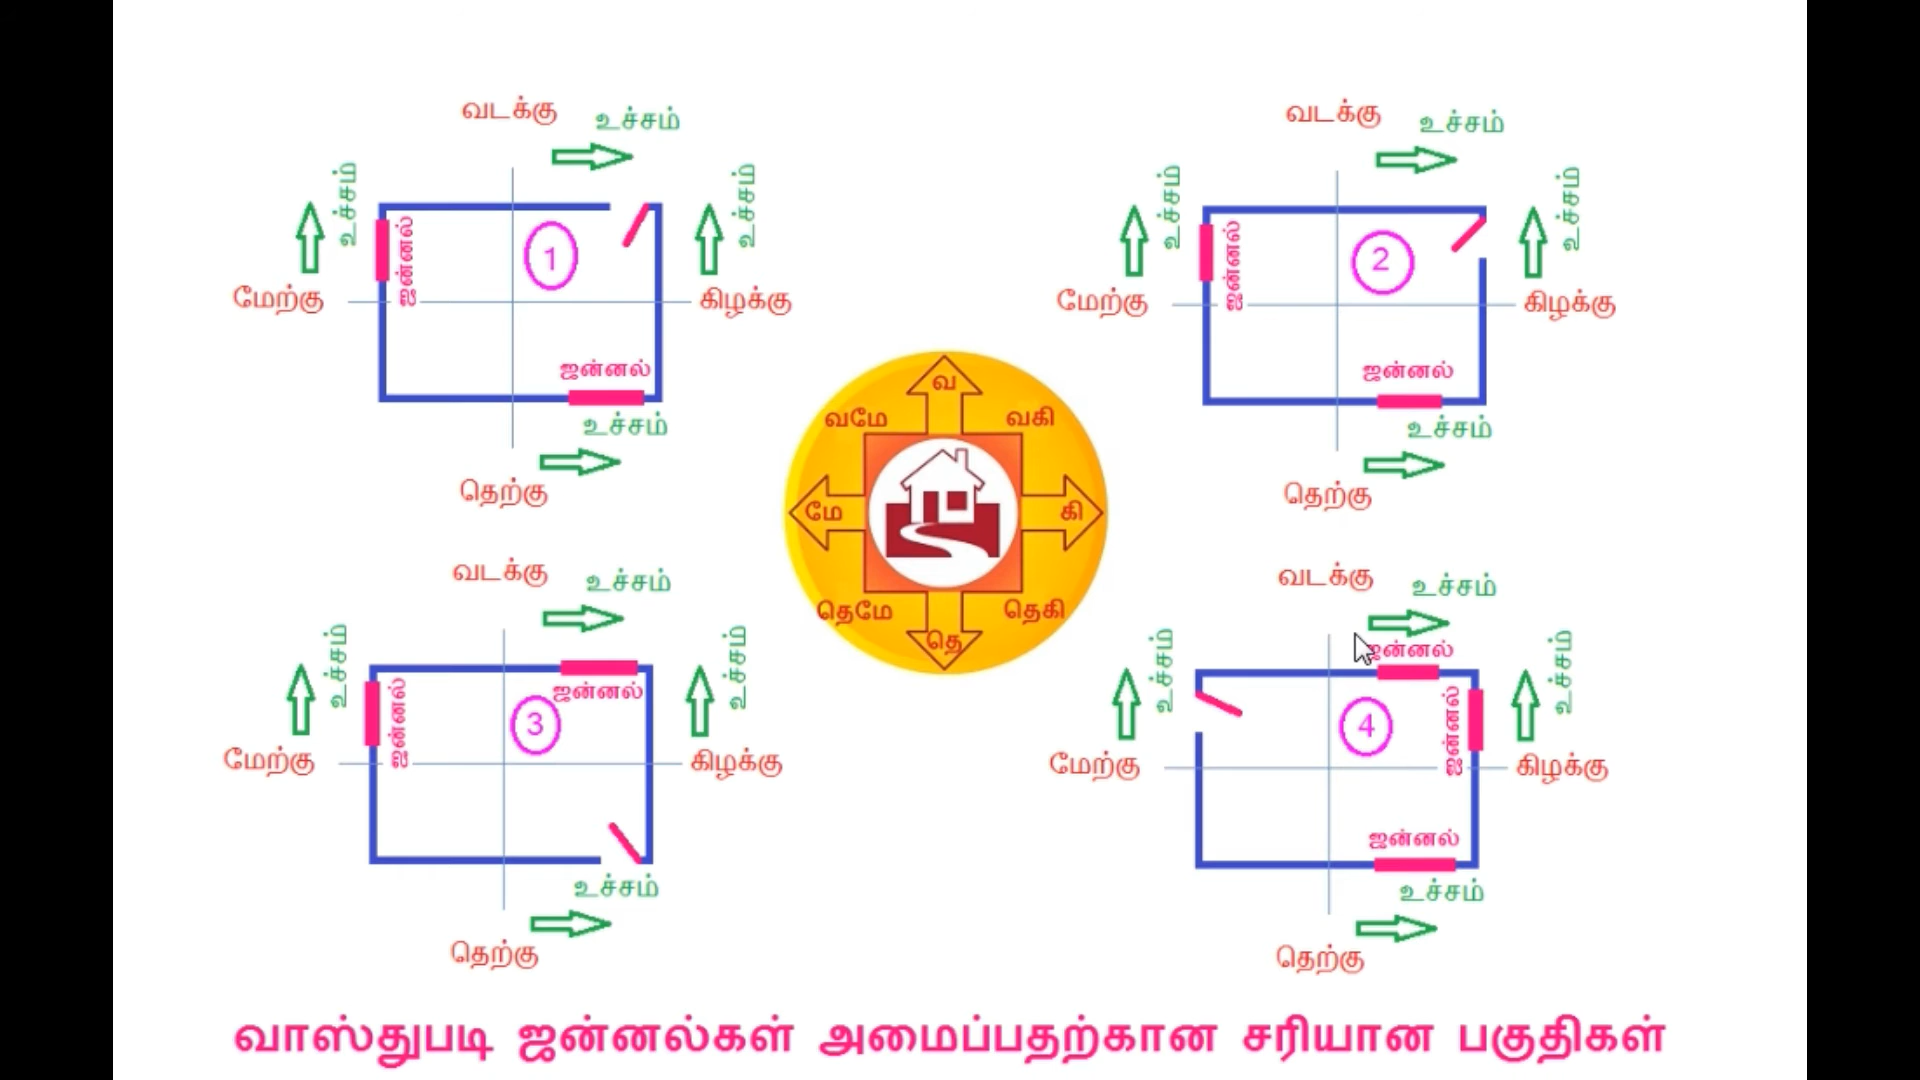 வடக்கு
உச்சம்
உச்சம்
உச்சம்
ஜன்னல்
1
மேற்கு
கிழக்கு
ஜன்னல்
உச்சம்
தெற்கு
வடக்கு
உச்சம்
உச்சம்
உச்சம்
ஜன்னல்
2
மேற்கு
கிழக்கு
ஜன்னல்
உச்சம்
தெற்கு
வ
வமே
வகி
மே
கி
தெமே
தெகி
தெ
வடக்கு
உச்சம்
உச்சம்
உச்சம்
ஜன்னல்
ஜன்னல்
3
மேற்கு
கிழக்கு
உச்சம்
தெற்கு
வடக்கு
உச்சம்
உச்சம்
உச்சம்
ஜன்னல்
ஜன்னல்
4
மேற்கு
கிழக்கு
ஜன்னல்
உச்சம்
தெற்கு
வாஸ்துபடி ஜன்னல்கள் அமைப்பதற்கான சரியான பகுதிகள்